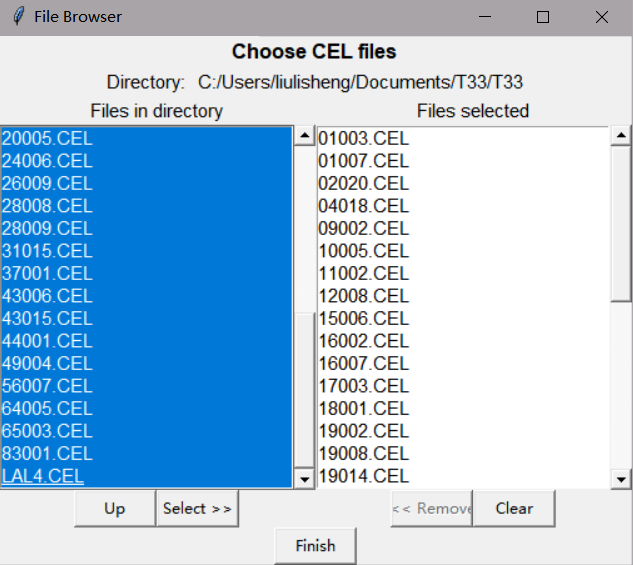 File Browser
Choose CEL files
Directory: C:/Users/liulisheng/Documents/T33/T33
Files in directory
20005.CEL
24006.CEL
26009.CEL
28008.CEL
28009.CEL
31015.CEL
37001.CEL
43006.CEL
43015.CEL
44001.CEL
49004.CEL
56007.CEL
64005.CEL
65003.CEL
83001.CEL
LAL4.CEL
Up
Select >>
Files selected
01003.CEL
01007.CEL
02020.CEL
04018.CEL
09002.CEL
10005.CEL
11002.CEL
12008.CEL
15006.CEL
16002.CEL
16007.CEL
17003.CEL
18001.CEL
19002.CEL
19008.CEL
19014.CEL
<< Remove
Clear
Finish